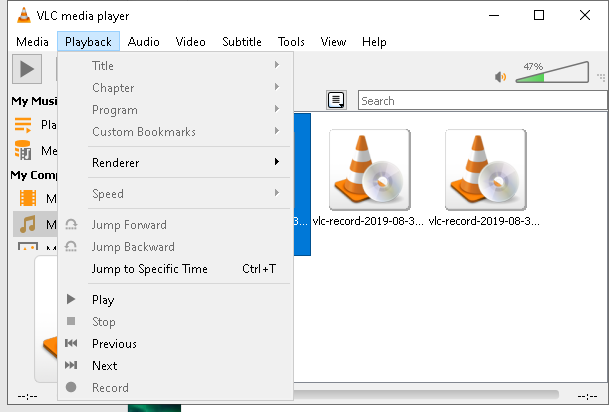 VLC media player
Media Playback Audio Video Subtitle Tools View Help
47%
Search
My Musi
Pla
Me
My Comp
M
M
M
Title
Chapter
Program
Custom Bookmarks
Renderer
Speed
Jump Forward
Jump Backward
Jump to Specific Time Ctrl+T
Play
Stop
Previous
Next
Record
3... vlc-record-2019-08-3... vlc-record-2019-08-3...
--:-- --:--